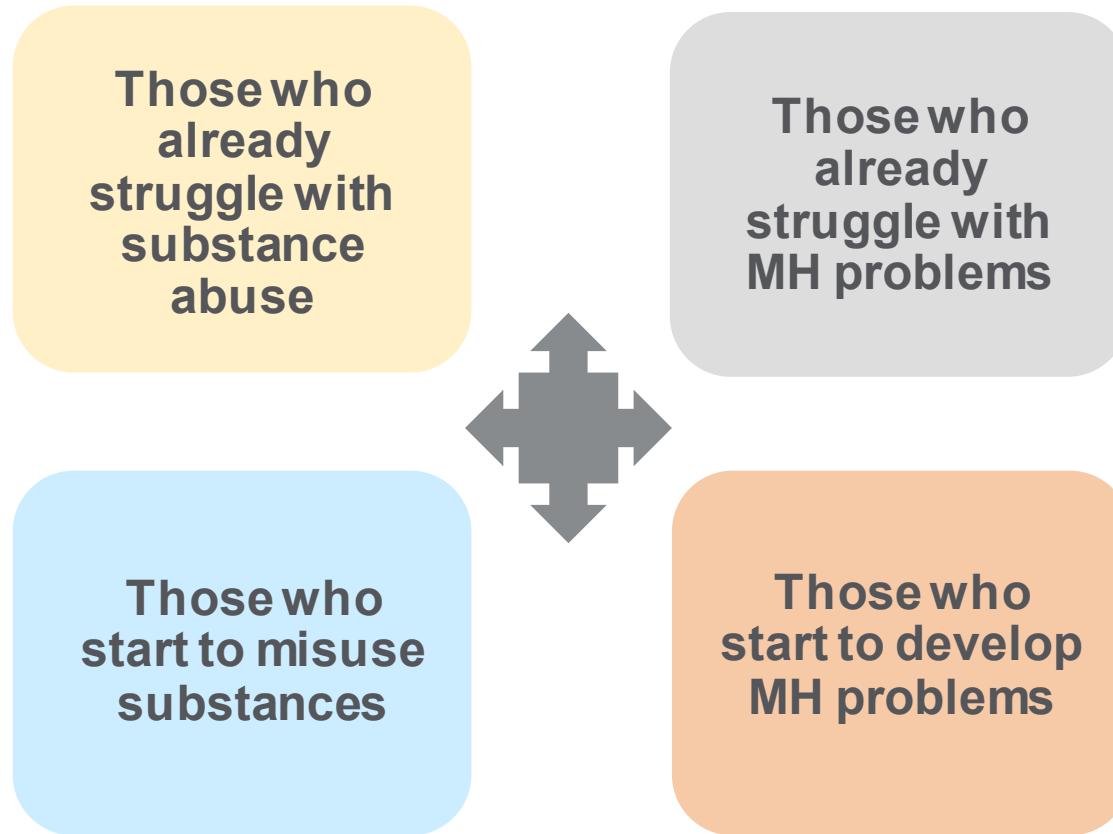 Those who
already
struggle with
substance
abuse
Those who
already
struggle with
MH problems
Those who
start to misuse
substances
Those who
start to develop
MH problems